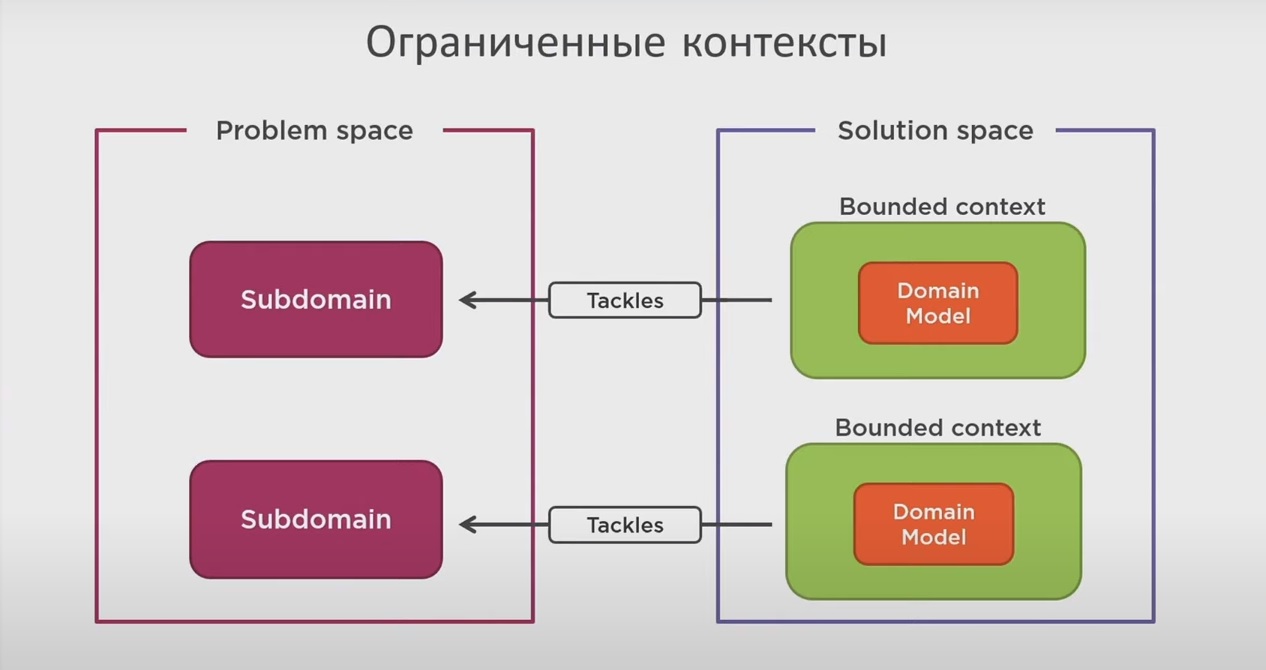 Ограниченные контексты
Problem space
Solution space
Bounded context
Subdomain
Tackles
Domain
Model
Bounded context
Subdomain
Tackles
Domain
Model